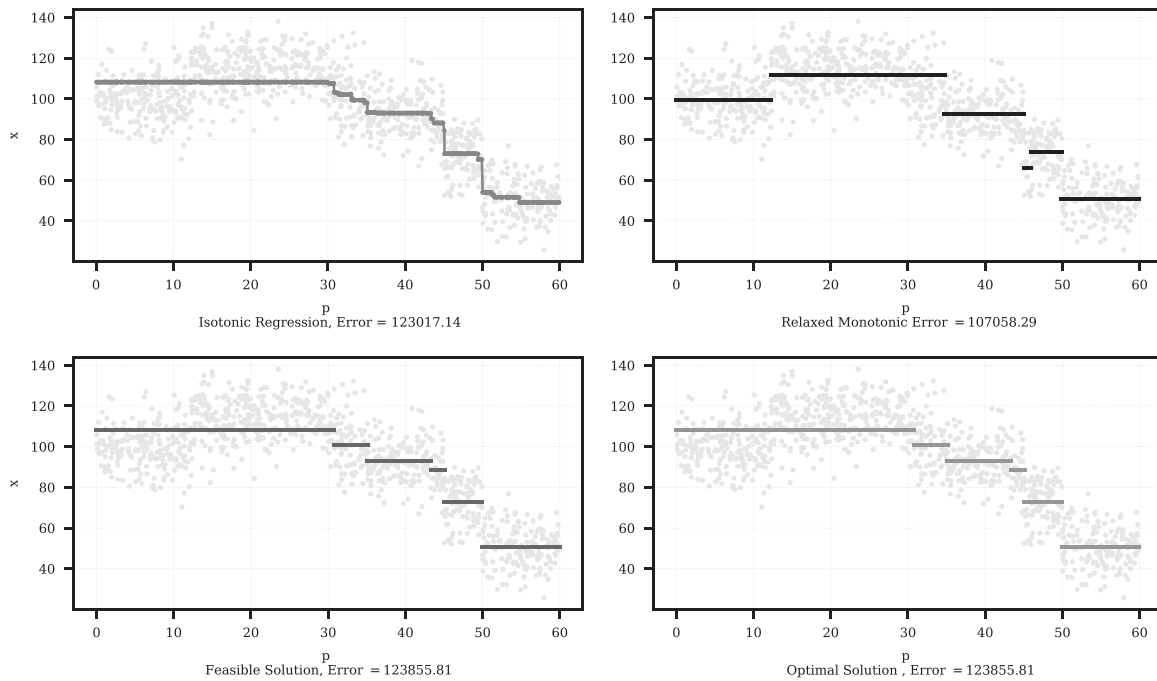 140
120
100
80
60
40
x
0 10 20 30 40 50 60
p
Isotonic Regression, Error = 123017.14
140
120
100
80
60
40
0 10 20 30 40 50 60
p
Relaxed Monotonic Error = 107058.29
140
120
100
80
60
40
x
0 10 20 30 40 50 60
p
Feasible Solution, Error = 123855.81
140
120
100
80
60
40
0 10 20 30 40 50 60
p
Optimal Solution , Error = 123855.81